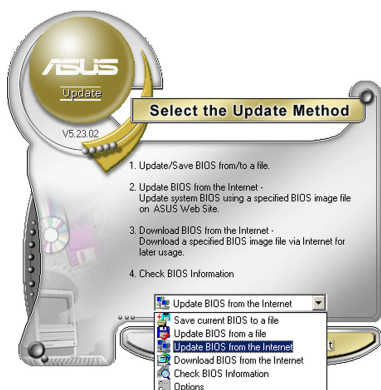 ASUS
Update
V5.23.02
Select the Update Method
1. Update/Save BIOS from/to a file.
2. Update BIOS from the Internet -
Update system BIOS using a specified BIOS image file
on ASUS Web Site.
3. Download BIOS from the Internet -
Download a specified BIOS image file via Internet for
later usage.
4. Check BIOS Information
Update BIOS from the Internet
Save current BIOS to a file
Update BIOS from a file
Update BIOS from the Internet
Download BIOS from the Internet
Check BIOS Information
Options